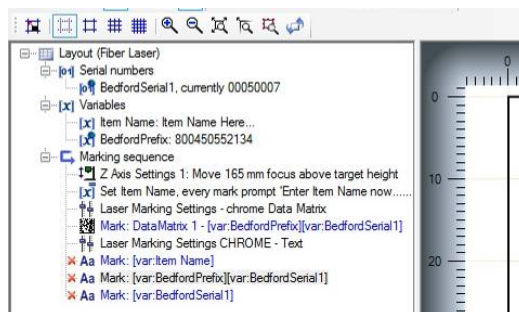 Layout (Fiber Laser)
Serial numbers
BedfordSerial1, currently 00050007
Variables
Item Name: Item Name Here...
BedfordPrefix: 800450552134
Marking sequence
Z Axis Settings 1: Move 165 mm focus above target height
Set Item Name, every mark prompt 'Enter Item Name now......
Laser Marking Settings - chrome Data Matrix
Mark: DataMatrix 1 - [var:BedfordPrefix][var:BedfordSerial1]
Laser Marking Settings CHROME - Text
Aa Mark: [var:Item Name]
Aa Mark: [var:BedfordPrefix][var:BedfordSerial1]
Aa Mark: [var:BedfordSerial1]
0
0
10
20